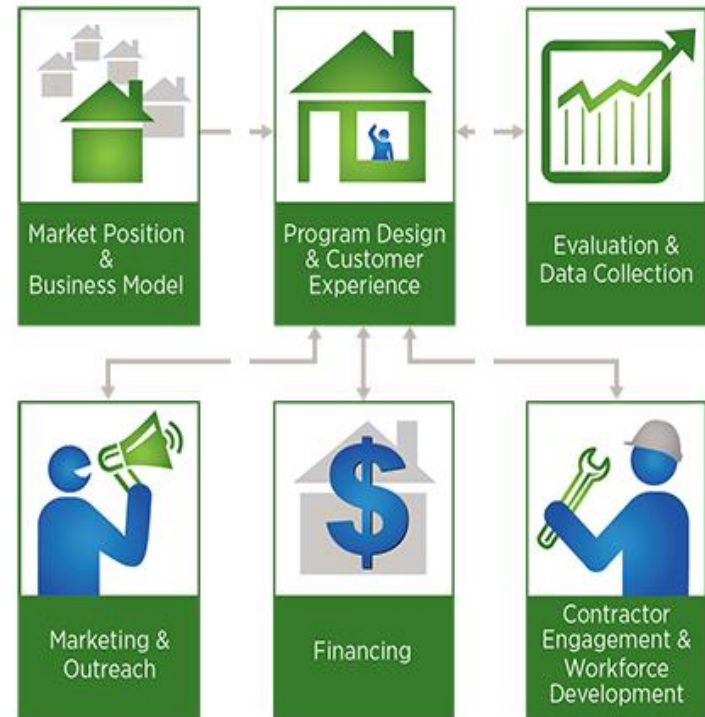 Market Position
&
Business Model
Program Design
& Customer
Experience
Evaluation &
Data Collection
Marketing &
Outreach
$
Financing
Contractor
Engagement &
Workforce
Development